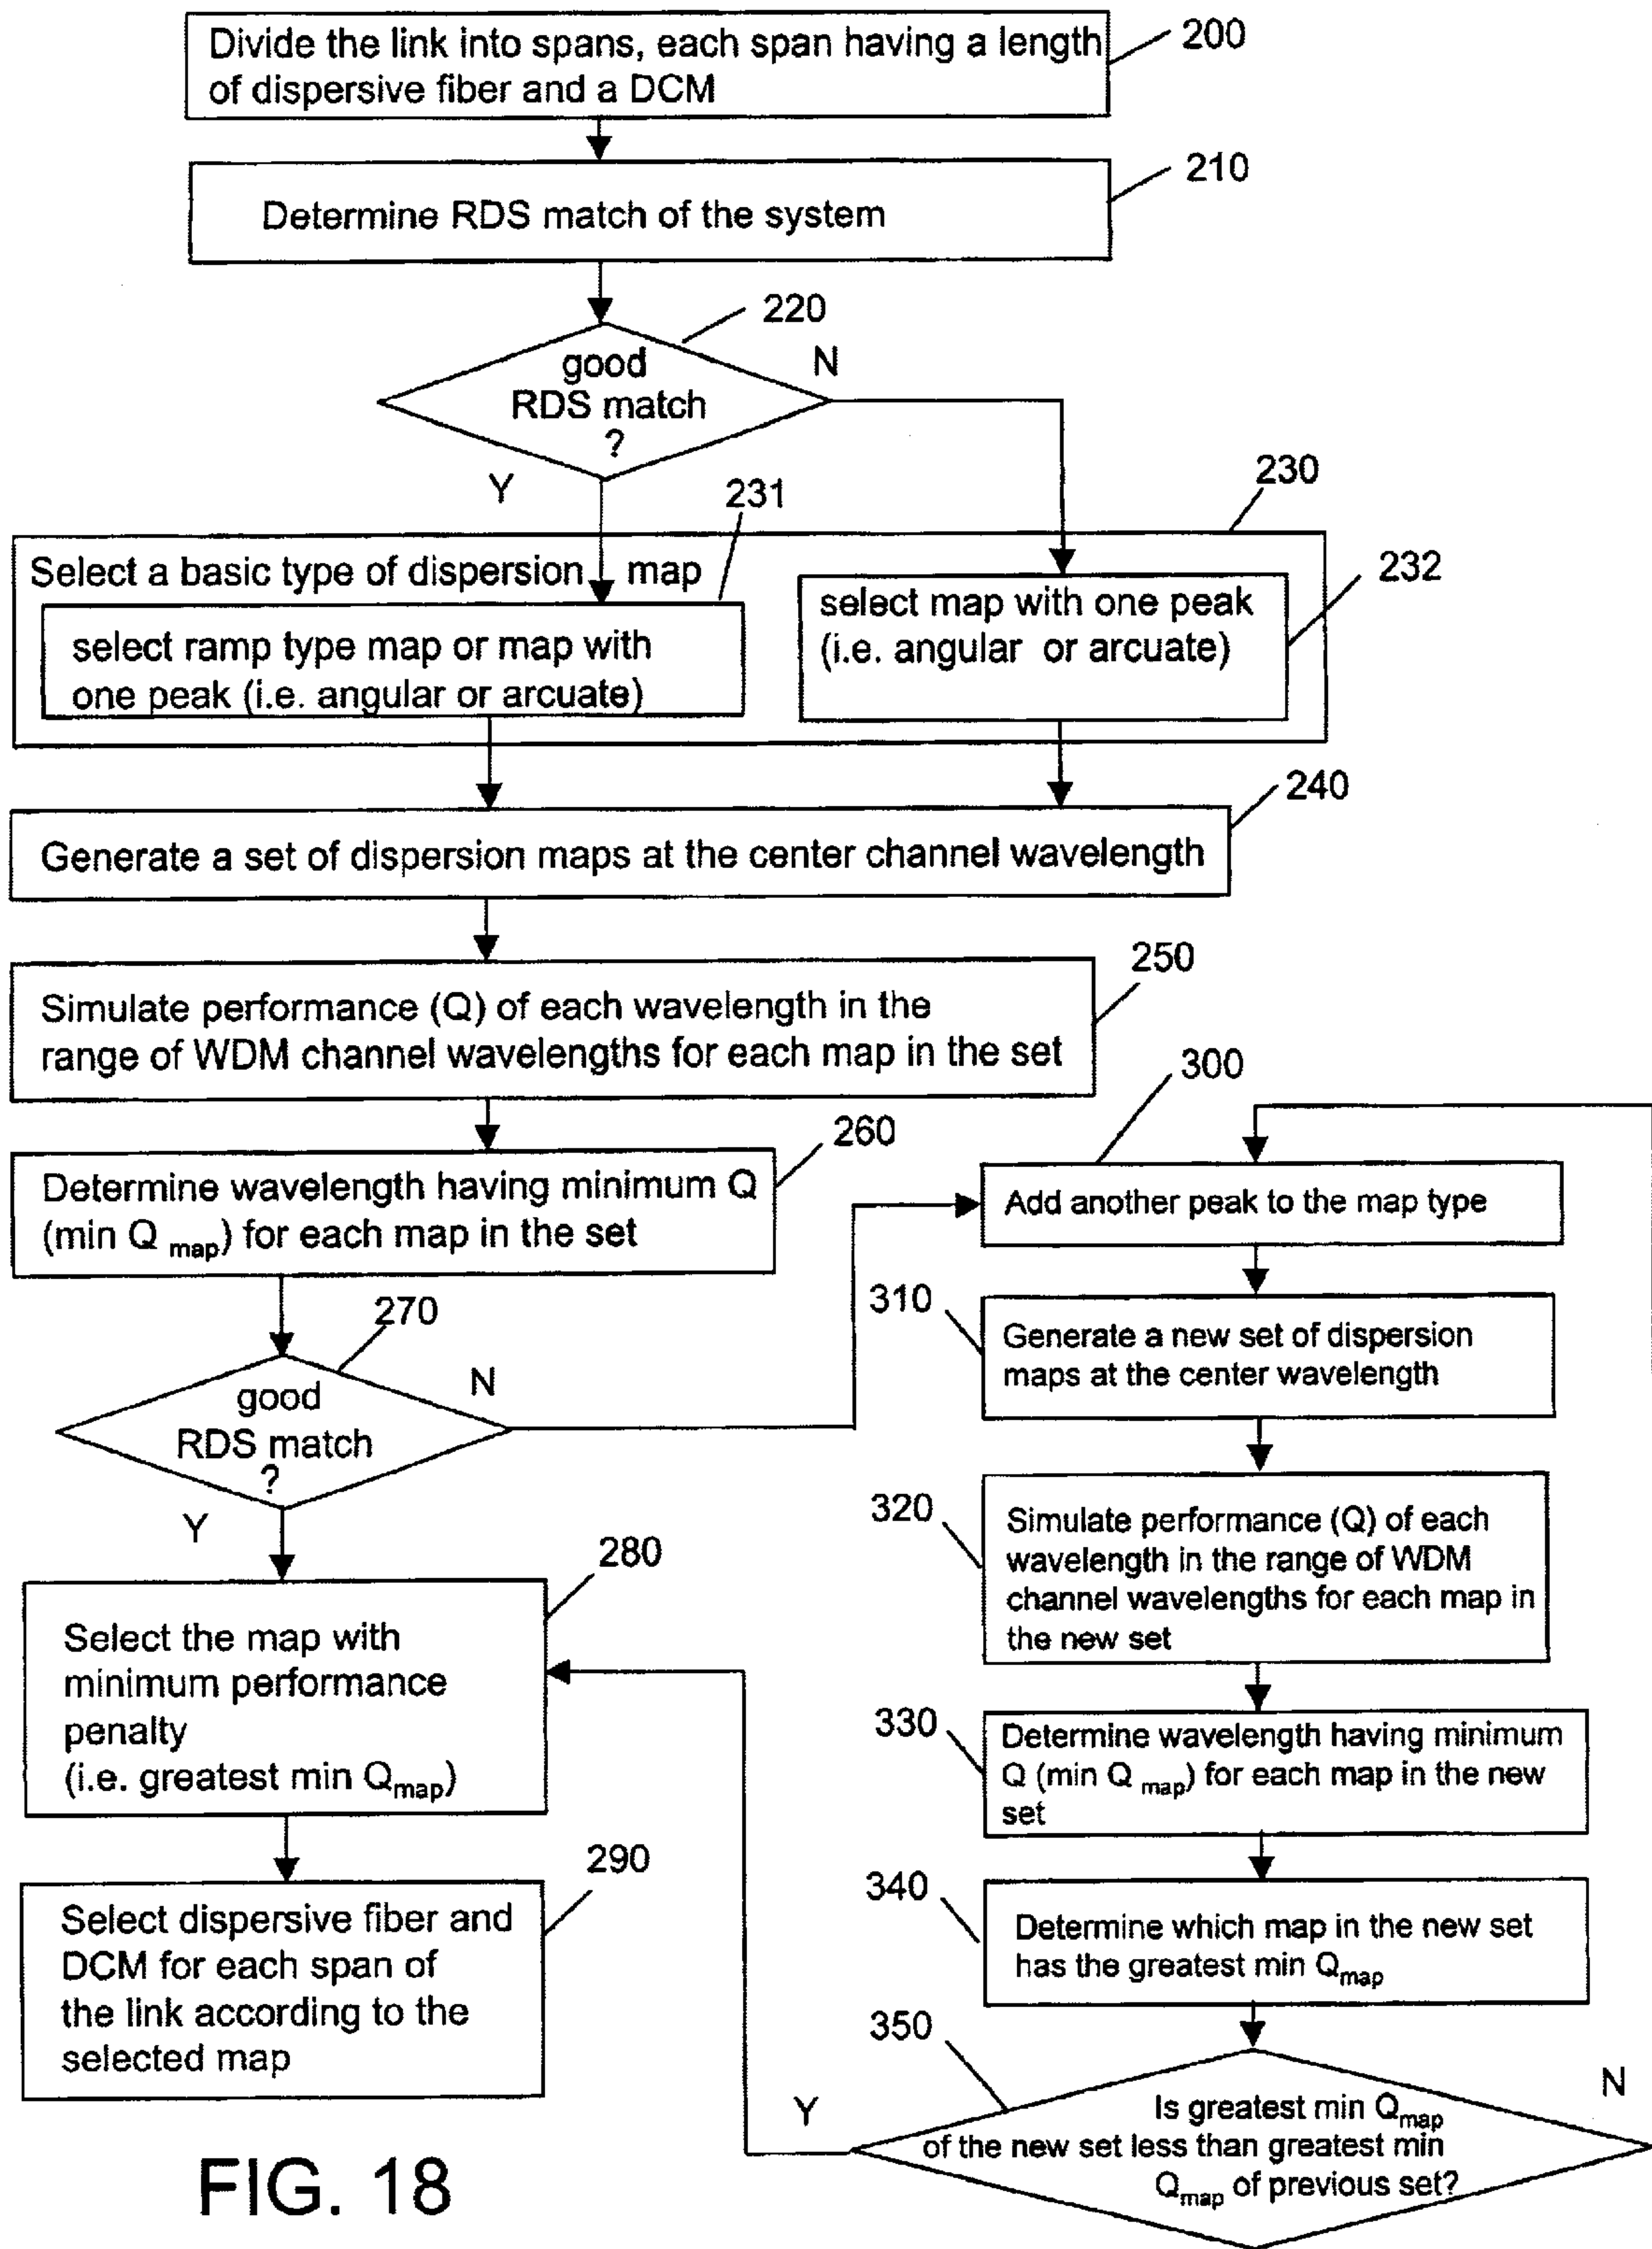 Divide the link into spans, each span having a length
of dispersive fiber and a DCM
200
210
Determine RDS match of the system
220
good
RDS match
?
N
Y
231
230
Select a basic type of dispersion map
232
select ramp type map or map with
one peak (i.e. angular or arcuate)
select map with one peak
(i.e. angular or arcuate)
240
Generate a set of dispersion maps at the center channel wavelength
250
Simulate performance (Q) of each wavelength in the
range of WDM channel wavelengths for each map in the set
260
Determine wavelength having minimum Q
(min Q map) for each map in the set
270
good
RDS match
?
N
Y
280
Select the map with
minimum performance
penalty
(i.e. greatest min Qmap)
290
Select dispersive fiber and
DCM for each span of
the link according to the
selected map
300
Add another peak to the map type
310
Generate a new set of dispersion
maps at the center wavelength
320
Simulate performance (Q) of each
wavelength in the range of WDM
channel wavelengths for each map in
the new set
330
Determine wavelength having minimum
Q (min Q map) for each map in the new
set
340
Determine which map in the new set
has the greatest min Qmap
350
Is greatest min Qmap
of the new set less than greatest min
Qmap of previous set?
Y
N
FIG. 18